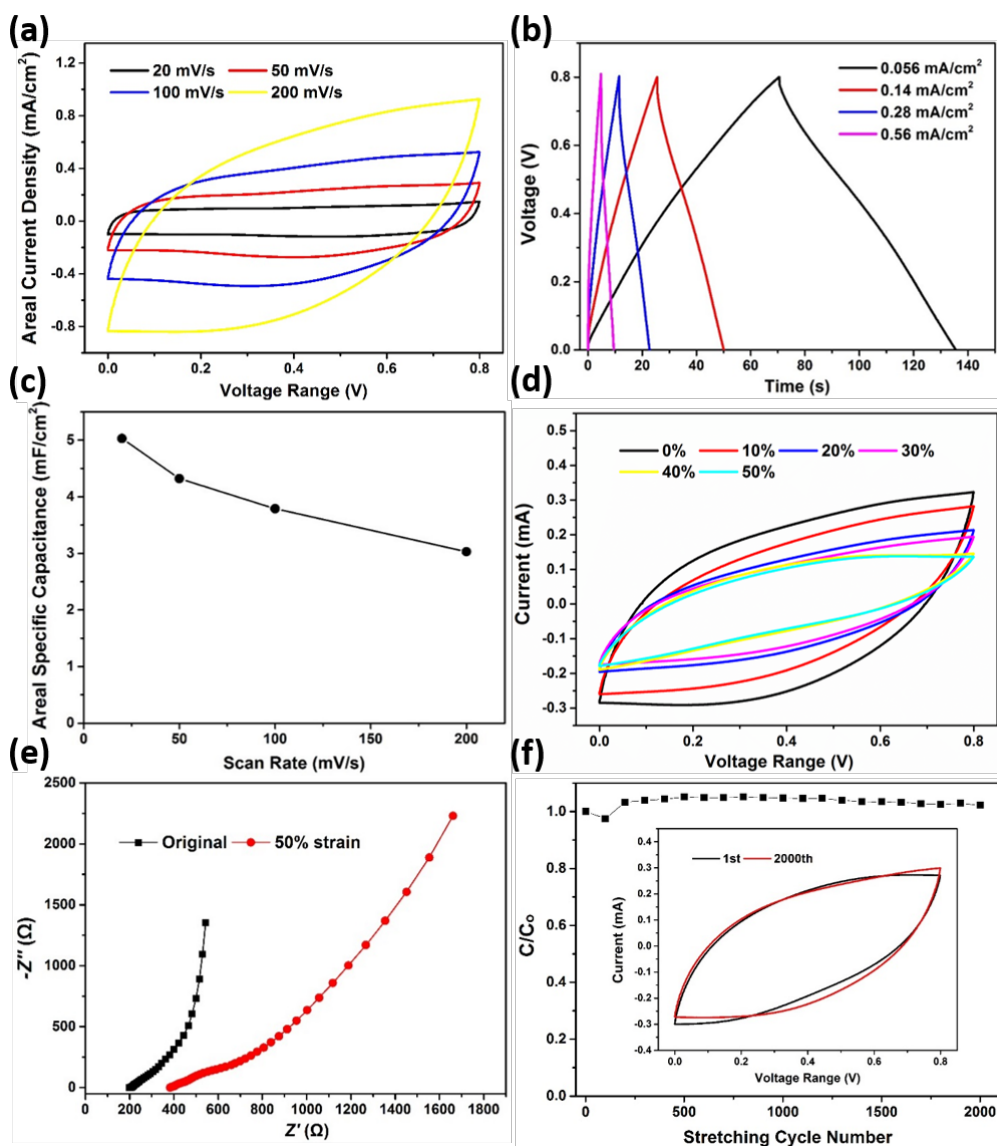 (a)
Areal Current Density (mA/cm²)
1.2
0.8
0.4
0.0
-0.4
-0.8
20 mV/s 50 mV/s
100 mV/s 200 mV/s
0.0 0.2 0.4 0.6 0.8
Voltage Range (V)
(b)
Voltage (V)
1.0
0.8
0.6
0.4
0.2
0.0
0.056 mA/cm²
0.14 mA/cm²
0.28 mA/cm²
0.56 mA/cm²
0 20 40 60 80 100 120 140
Time (s)
(c)
Areal Specific Capacitance (mF/cm²)
5
4
3
2
1
0
0 50 100 150 200
Scan Rate (mV/s)
(d)
Current (mA)
0.5
0.4
0.3
0.2
0.1
0.0
-0.1
-0.2
-0.3
0% 10% 20% 30%
40% 50%
0.0 0.2 0.4 0.6 0.8
Voltage Range (V)
(e)
-Z'' (Ω)
2500
2000
1500
1000
500
0
Original 50% strain
0 200 400 600 800 1000 1200 1400 1600 1800
Z' (Ω)
(f)
C/C₀
1.0
0.8
0.6
0.4
0.2
0.0
1st 2000th
Current (mA)
0.4
0.3
0.2
0.1
0.0
-0.1
-0.2
-0.3
-0.4
0.0 0.2 0.4 0.6 0.8
Voltage Range (V)
0 500 1000 1500 2000
Stretching Cycle Number